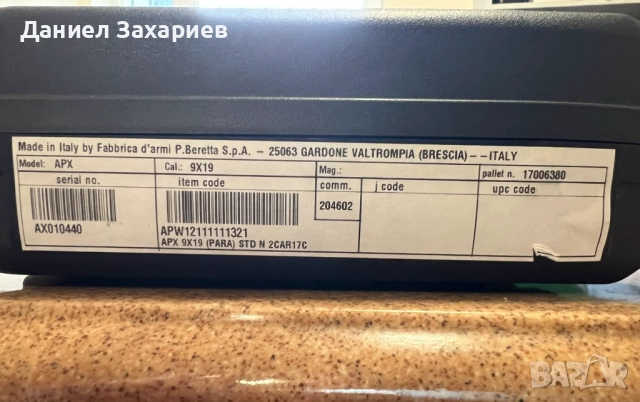 Даниел Захариев
Made in Italy by Fabbrica d'armi P.Beretta S.p.A. – 25063 GARDONE VALTROMPIA (BRESCIA) – –ITALY
Model: APX Cal.: 9X19 Mag.: pallet n. 17006380
serial no. item code comm. j code upc code
204602
AX010440 APW12111111321
APX 9X19 (PARA) STD N 2CAR17C
BAZAR